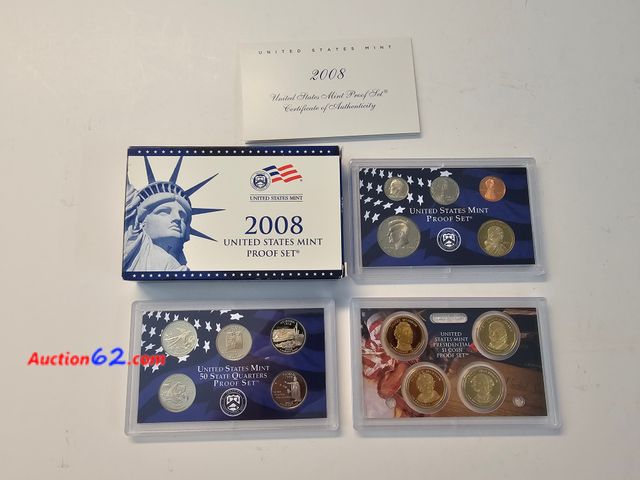 UNITED STATES MINT
2008
United States Mint Proof Set®
Certificate of Authenticity
UNITED STATES MINT
2008
UNITED STATES MINT
PROOF SET®
UNITED STATES MINT
PROOF SET™
UNITED STATES MINT
50 STATE QUARTERS
PROOF SET™
UNITED
STATES MINT
PRESIDENTIAL
$1 COIN
PROOF SET™
Auction62.com